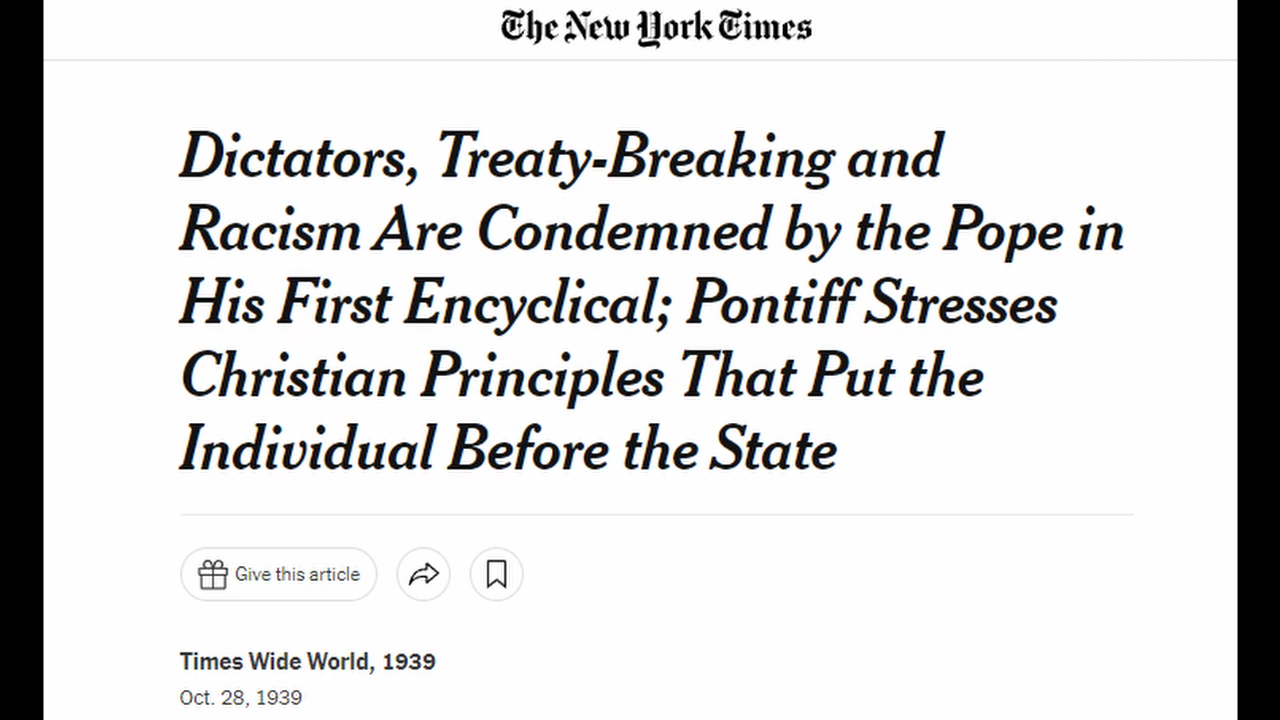 The New York Times
Dictators, Treaty-Breaking and
Racism Are Condemned by the Pope in
His First Encyclical; Pontiff Stresses
Christian Principles That Put the
Individual Before the State
Give this article
Times Wide World, 1939
Oct. 28, 1939